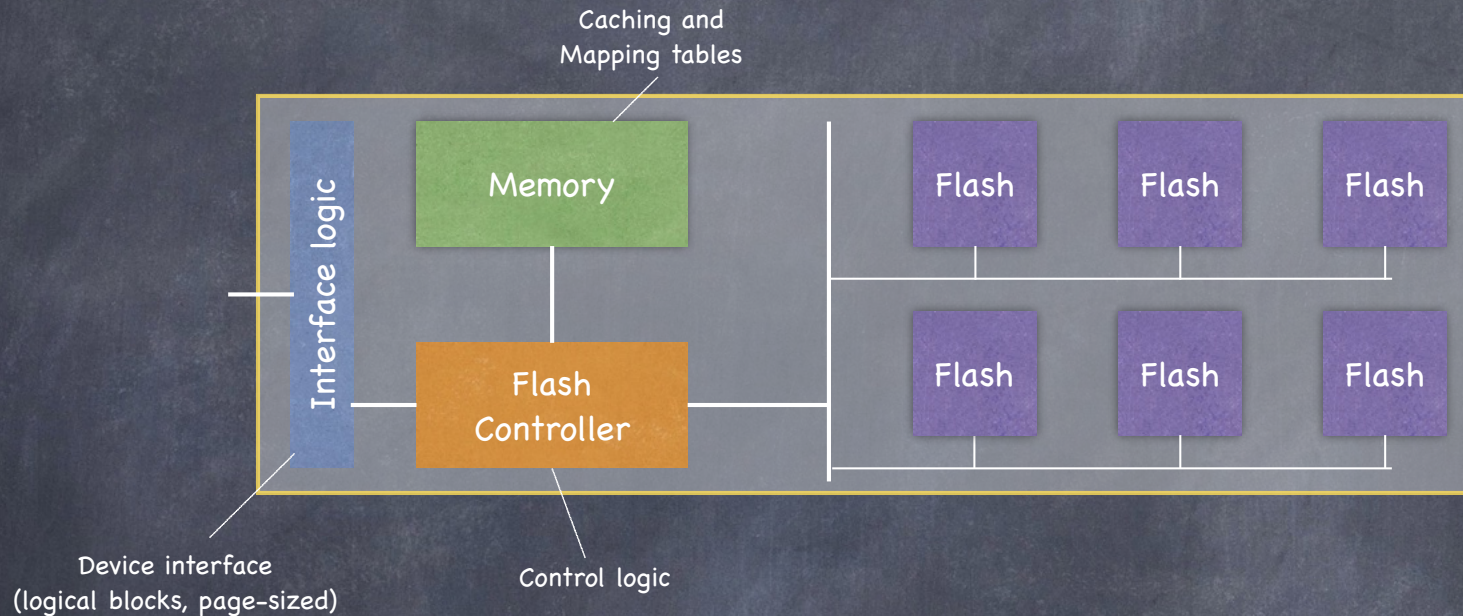 Caching and
Mapping tables
Interface logic
Memory
Flash
Flash
Flash
Flash
Controller
Flash
Flash
Flash
Device interface
(logical blocks, page-sized)
Control logic